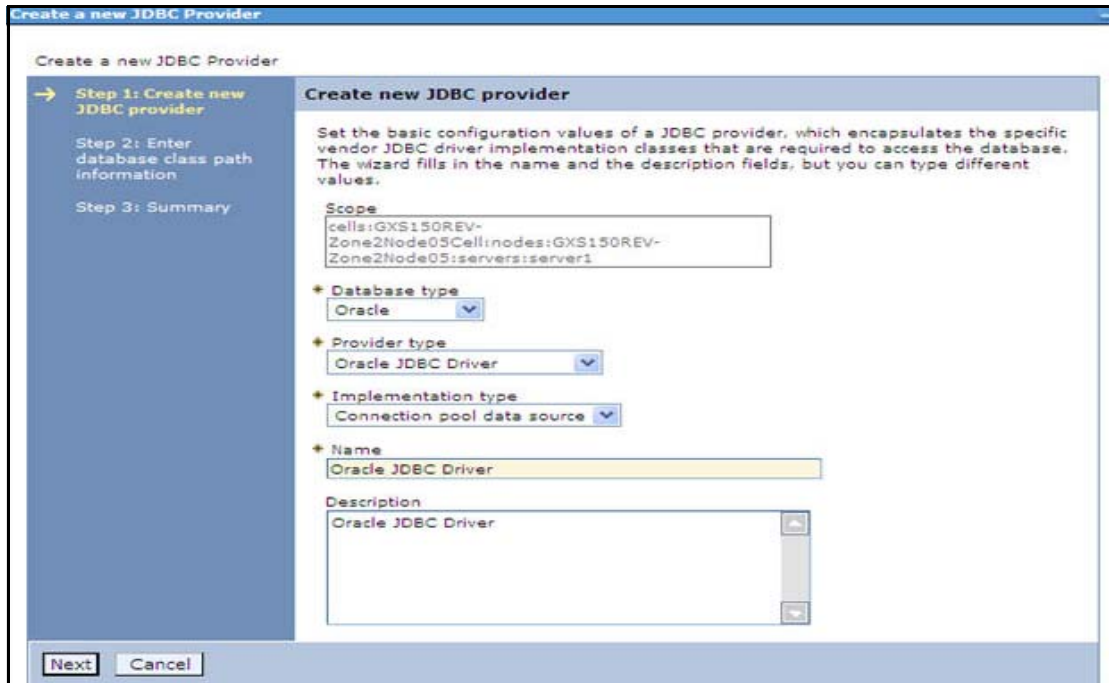 Create a new JDBC Provider
Create a new JDBC Provider
Step 1: Create new
JDBC provider
Step 2: Enter
database class path
information
Step 3: Summary
Create new JDBC provider
Set the basic configuration values of a JDBC provider, which encapsulates the specific
vendor JDBC driver implementation classes that are required to access the database.
The wizard fills in the name and the description fields, but you can type different
values.
Scope
cells:GXS150REV-
Zone2Node05Cell:nodes:GXS150REV-
Zone2Node05:servers:server1
Database type
Oracle
Provider type
Oracle JDBC Driver
Implementation type
Connection pool data source
Name
Oracle JDBC Driver
Description
Oracle JDBC Driver
Next Cancel